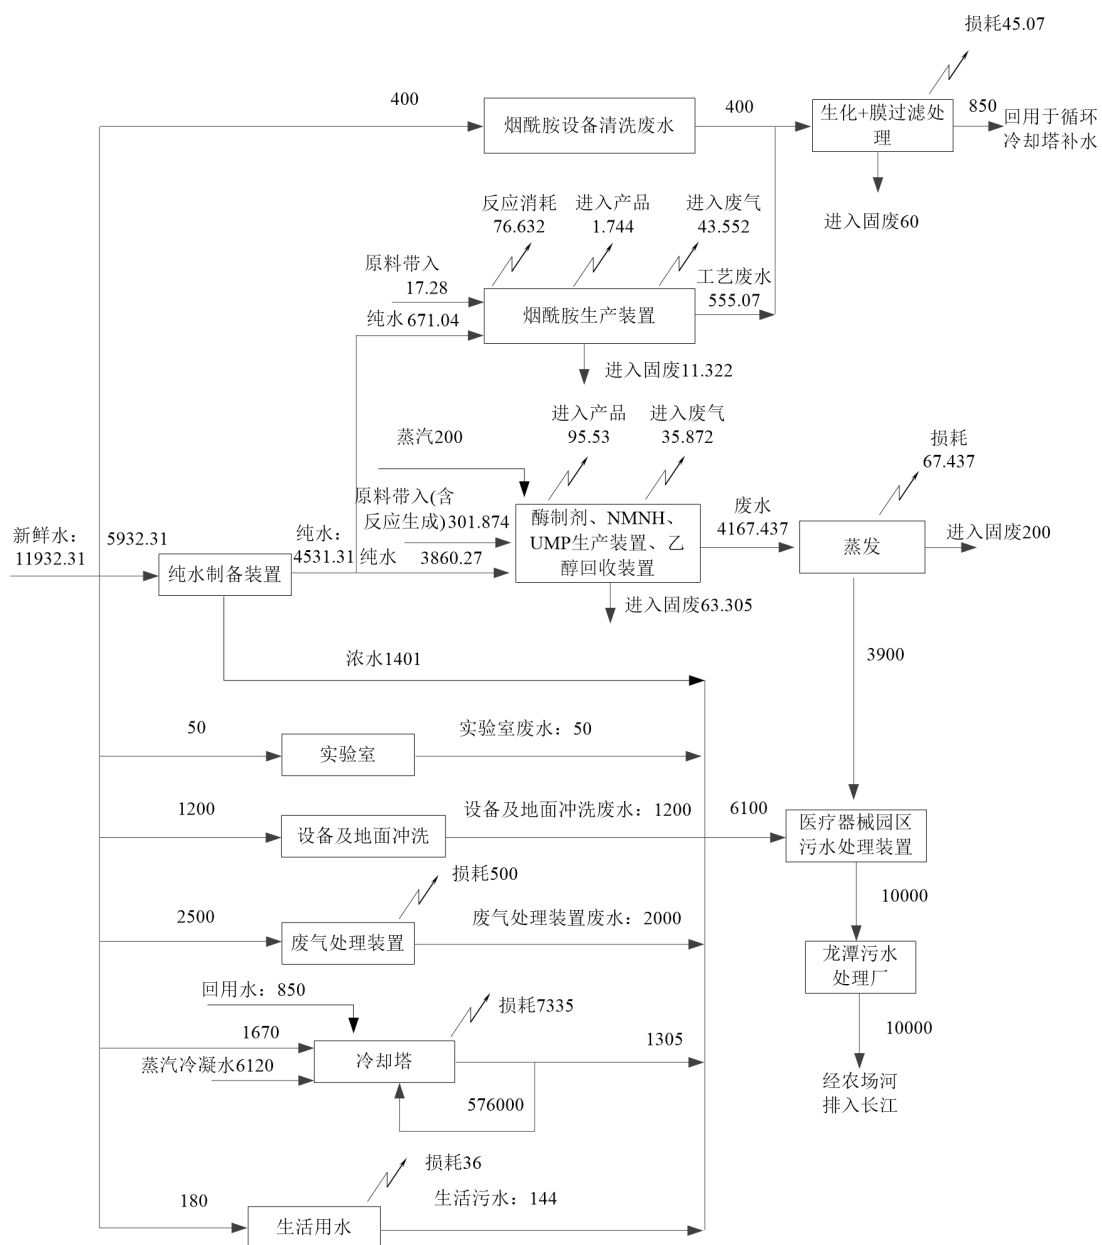 损耗45.07
400
烟酰胺设备清洗废水
400
生化+膜过滤处
理
850
回用于循环
冷却塔补水
进入固废60
反应消耗
76.632
进入产品
1.744
进入废气
43.552
原料带入
17.28
纯水671.04
烟酰胺生产装置
工艺废水
555.07
进入固废11.322
蒸汽200
进入产品
95.53
进入废气
35.872
原料带入(含
反应生成)301.874
酶制剂、NMNH、
UMP生产装置、乙
醇回收装置
废水
4167.437
损耗
67.437
蒸发
进入固废200
新鲜水：
11932.31
5932.31
纯水制备装置
纯水：
4531.31
纯水
3860.27
进入固废63.305
浓水1401
3900
50
实验室
实验室废水：50
1200
设备及地面冲洗
设备及地面冲洗废水：1200
6100
医疗器械园区
污水处理装置
2500
废气处理装置
损耗500
废气处理装置废水：2000
10000
龙潭污水
处理厂
10000
经农场河
排入长江
回用水：850
1670
蒸汽冷凝水6120
冷却塔
损耗7335
1305
576000
180
生活用水
损耗36
生活污水：144